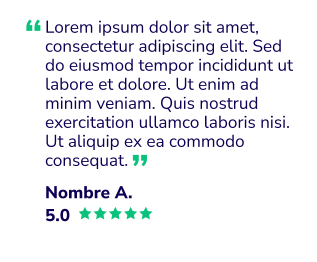 ❝ Lorem ipsum dolor sit amet,
consectetur adipiscing elit. Sed
do eiusmod tempor incididunt ut
labore et dolore. Ut enim ad
minim veniam. Quis nostrud
exercitation ullamco laboris nisi.
Ut aliquip ex ea commodo
consequat. ❞
Nombre A.
5.0 ★★★★★